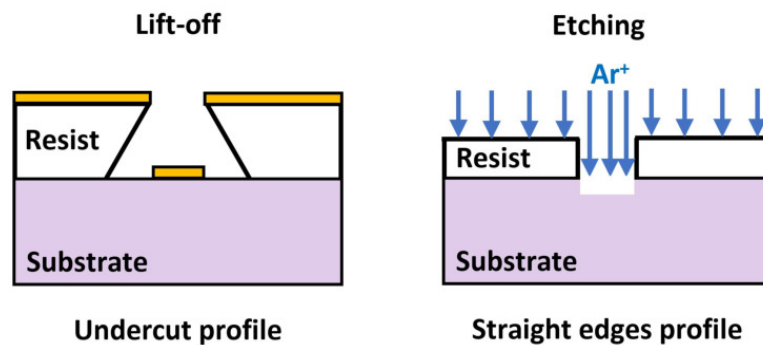 Lift-off
Resist
Substrate
Undercut profile
Etching
Ar⁺
Resist
Substrate
Straight edges profile